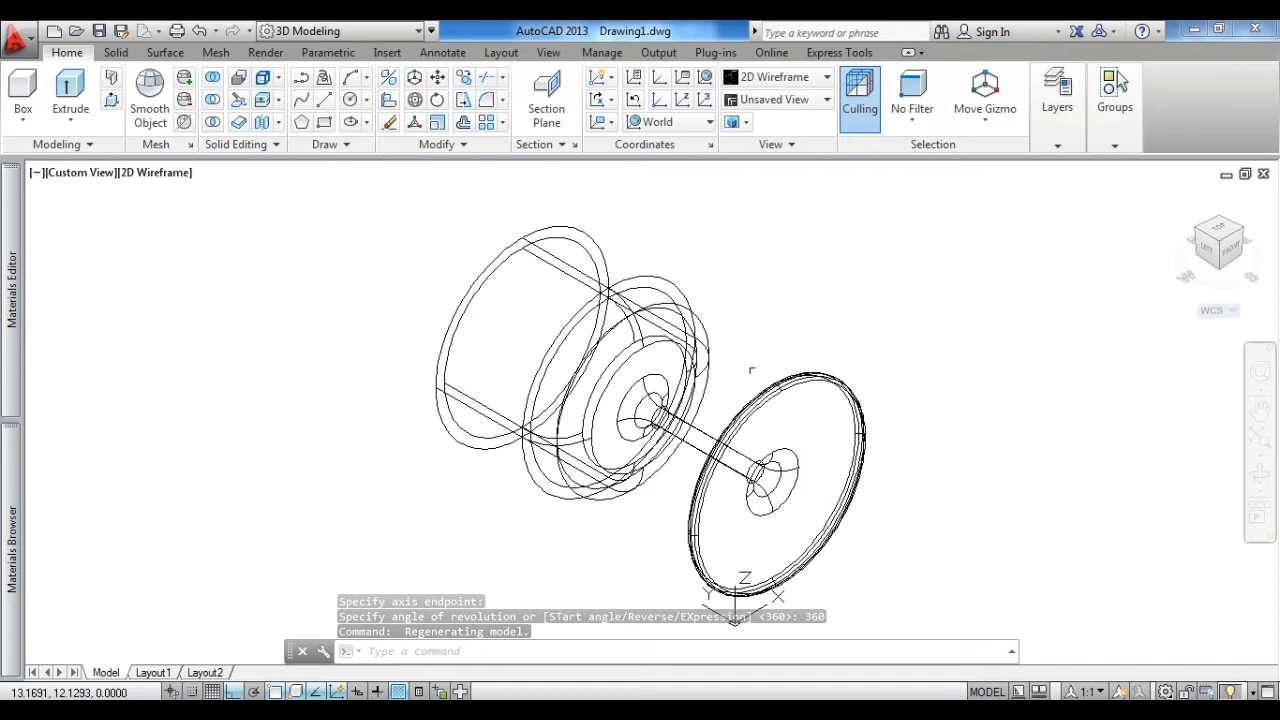 3D Modeling
AutoCAD 2013 Drawing1.dwg
Type a keyword or phrase
Sign In
Home Solid Surface Mesh Render Parametric Insert Annotate Layout View Manage Output Plug-ins Online Express Tools
Box
Extrude
Smooth Object
Section Plane
2D Wireframe
Unsaved View
World
Culling
No Filter
Move Gizmo
Layers
Groups
Modeling Mesh Solid Editing Draw Modify Section Coordinates View Selection
[−][Custom View][2D Wireframe]
TOP
LEFT FRONT
W S
WCS
Materials Editor
Materials Browser
Z
Y X
Specify axis endpoint:
Specify angle of revolution or [STart angle/Reverse/EXpression] <360>: 360
Command: Regenerating model.
Type a command
Model Layout1 Layout2
13.1691, 12.1293, 0.0000
MODEL
1:1